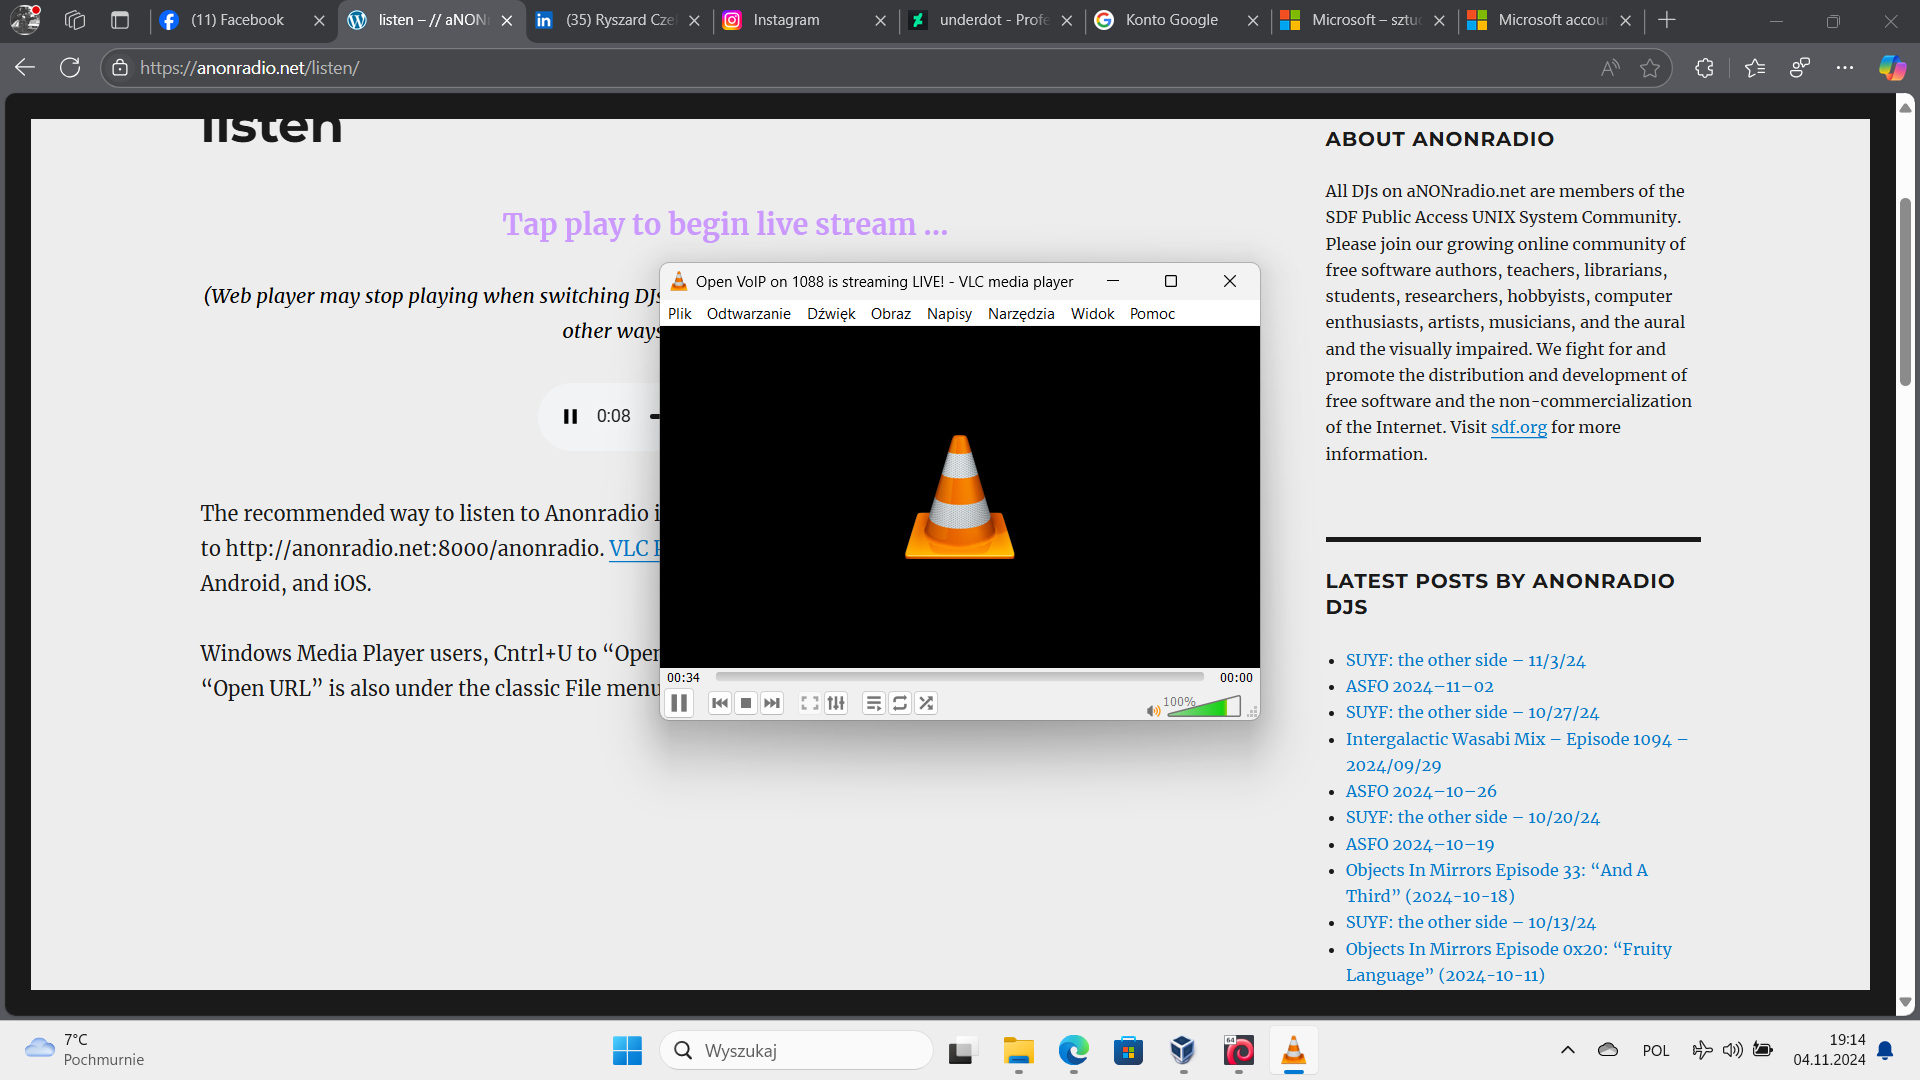 (11) Facebook
listen – // aNON
(35) Ryszard Cze
Instagram
underdot - Profe
Konto Google
Microsoft – sztu
Microsoft accou
https://anonradio.net/listen/
listen
Tap play to begin live stream ...
(Web player may stop playing when switching DJs
other ways
0:08
The recommended way to listen to Anonradio i
to http://anonradio.net:8000/anonradio. VLC
Android, and iOS.
Windows Media Player users, Cntrl+U to “Open
“Open URL” is also under the classic File menu
Open VoIP on 1088 is streaming LIVE! - VLC media player
Plik Odtwarzanie Dźwięk Obraz Napisy Narzędzia Widok Pomoc
00:34
00:00
100%
ABOUT ANONRADIO
All DJs on aNONradio.net are members of the
SDF Public Access UNIX System Community.
Please join our growing online community of
free software authors, teachers, librarians,
students, researchers, hobbyists, computer
enthusiasts, artists, musicians, and the aural
and the visually impaired. We fight for and
promote the distribution and development of
free software and the non-commercialization
of the Internet. Visit sdf.org for more
information.
LATEST POSTS BY ANONRADIO
DJS
SUYF: the other side – 11/3/24
ASFO 2024–11–02
SUYF: the other side – 10/27/24
Intergalactic Wasabi Mix – Episode 1094 –
2024/09/29
ASFO 2024–10–26
SUYF: the other side – 10/20/24
ASFO 2024–10–19
Objects In Mirrors Episode 33: “And A
Third” (2024-10-18)
SUYF: the other side – 10/13/24
Objects In Mirrors Episode 0x20: “Fruity
Language” (2024-10-11)
7°C
Pochmurnie
Wyszukaj
64
POL
19:14
04.11.2024